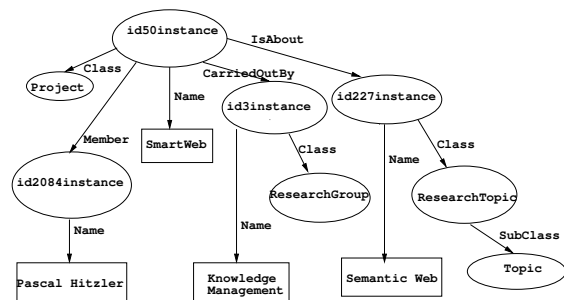 id50instance
IsAbout
Class
CarriedOutBy
Project
Name
id3instance
id227instance
Member
SmartWeb
Class
Class
Name
id2084instance
ResearchGroup
ResearchTopic
Name
Name
SubClass
Pascal Hitzler
Knowledge
Management
Semantic Web
Topic